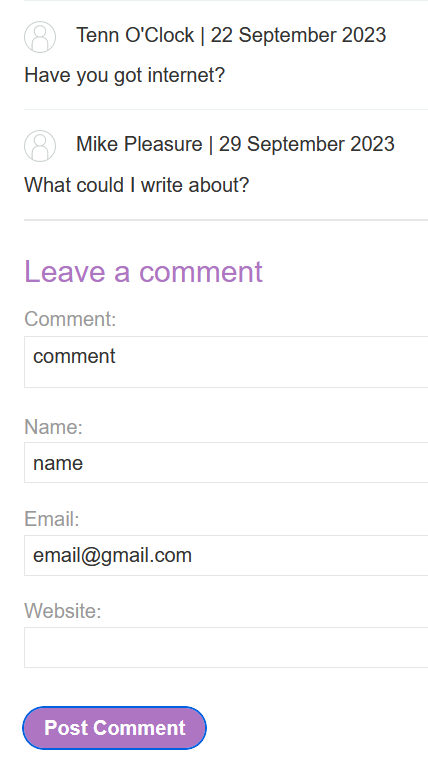 Tenn O'Clock | 22 September 2023
Have you got internet?
Mike Pleasure | 29 September 2023
What could I write about?
Leave a comment
Comment:
comment
Name:
name
Email:
email@gmail.com
Website:
Post Comment